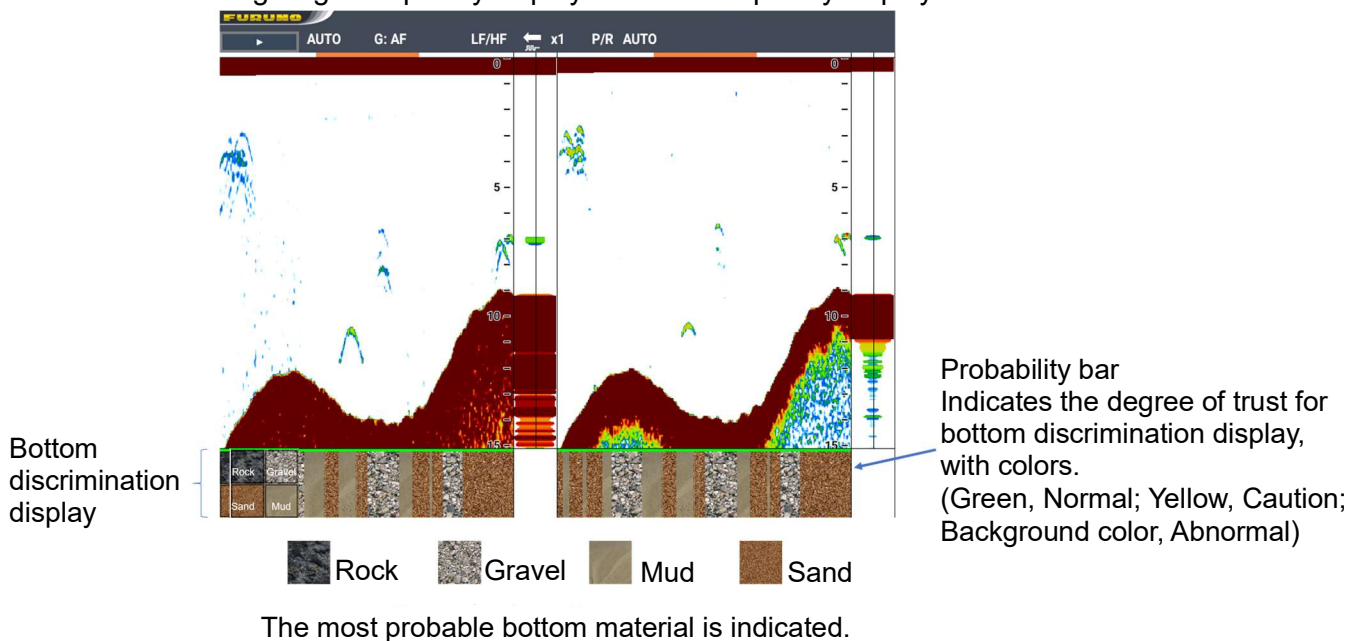 FURUNO
AUTO G: AF LF/HF x1 P/R AUTO
0
0
5
5
10
10
15
15
Rock Gravel
Sand Mud
Bottom
discrimination
display
Probability bar
Indicates the degree of trust for
bottom discrimination display,
with colors.
(Green, Normal; Yellow, Caution;
Background color, Abnormal)
Rock Gravel Mud Sand
The most probable bottom material is indicated.